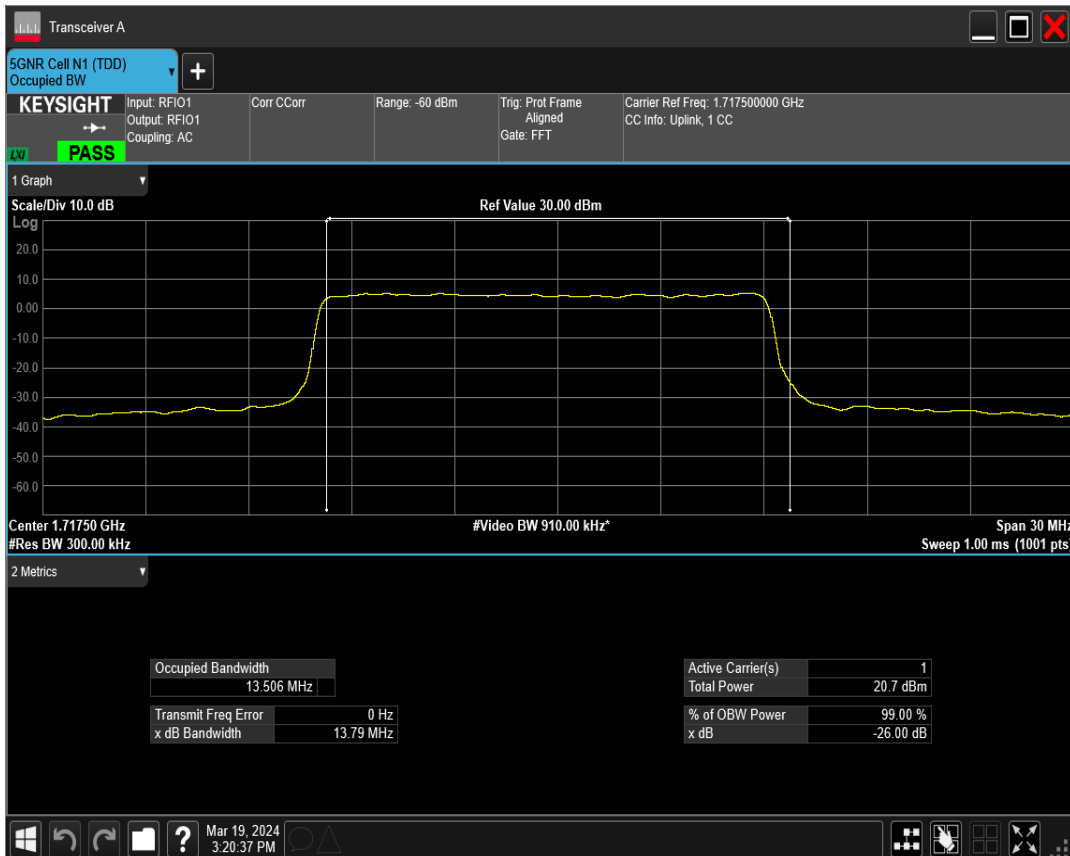 Transceiver A
5GNR Cell N1 (TDD)
Occupied BW
+
KEYSIGHT
LXI
PASS
Input: RFIO1
Output: RFIO1
Coupling: AC
Corr CCorr
Range: -60 dBm
Trig: Prot Frame
Aligned
Gate: FFT
Carrier Ref Freq: 1.717500000 GHz
CC Info: Uplink, 1 CC
1 Graph
Scale/Div 10.0 dB
Ref Value 30.00 dBm
Log
20.0
10.0
0.00
-10.0
-20.0
-30.0
-40.0
-50.0
-60.0
Center 1.71750 GHz
#Video BW 910.00 kHz*
Span 30 MHz
#Res BW 300.00 kHz
Sweep 1.00 ms (1001 pts)
2 Metrics
Occupied Bandwidth
13.506 MHz
Transmit Freq Error 0 Hz
x dB Bandwidth 13.79 MHz
Active Carrier(s) 1
Total Power 20.7 dBm
% of OBW Power 99.00 %
x dB -26.00 dB
?
Mar 19, 2024
3:20:37 PM